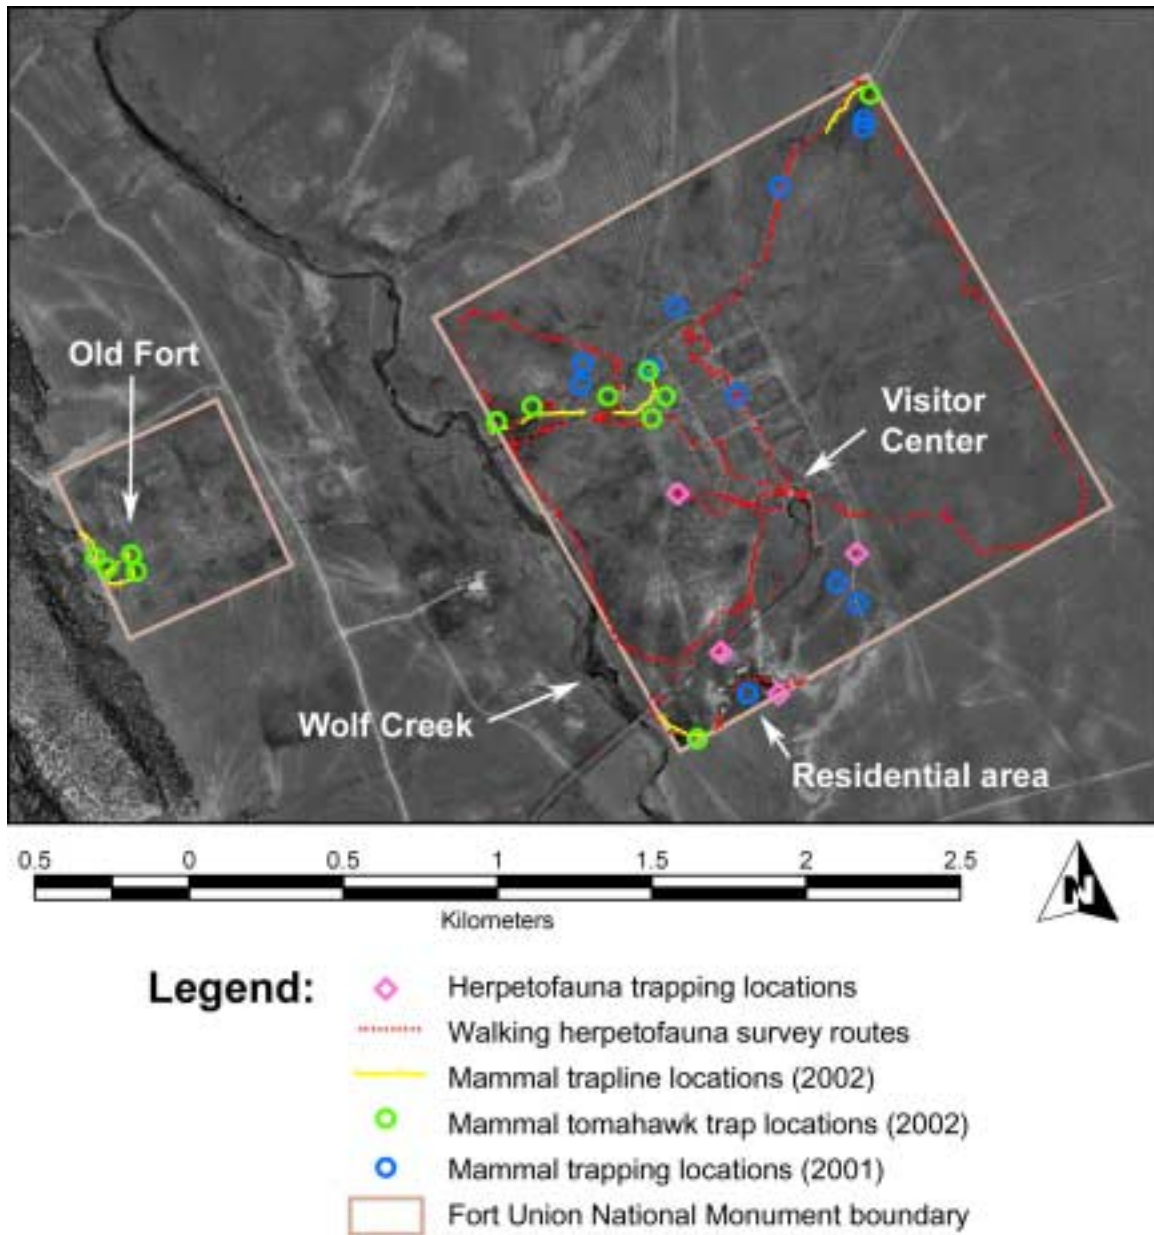 Old Fort
Visitor
Center
Wolf Creek
Residential area
0.5 0 0.5 1 1.5 2 2.5
Kilometers
N
Legend:
Herpetofauna trapping locations
Walking herpetofauna survey routes
Mammal trapline locations (2002)
Mammal tomahawk trap locations (2002)
Mammal trapping locations (2001)
Fort Union National Monument boundary